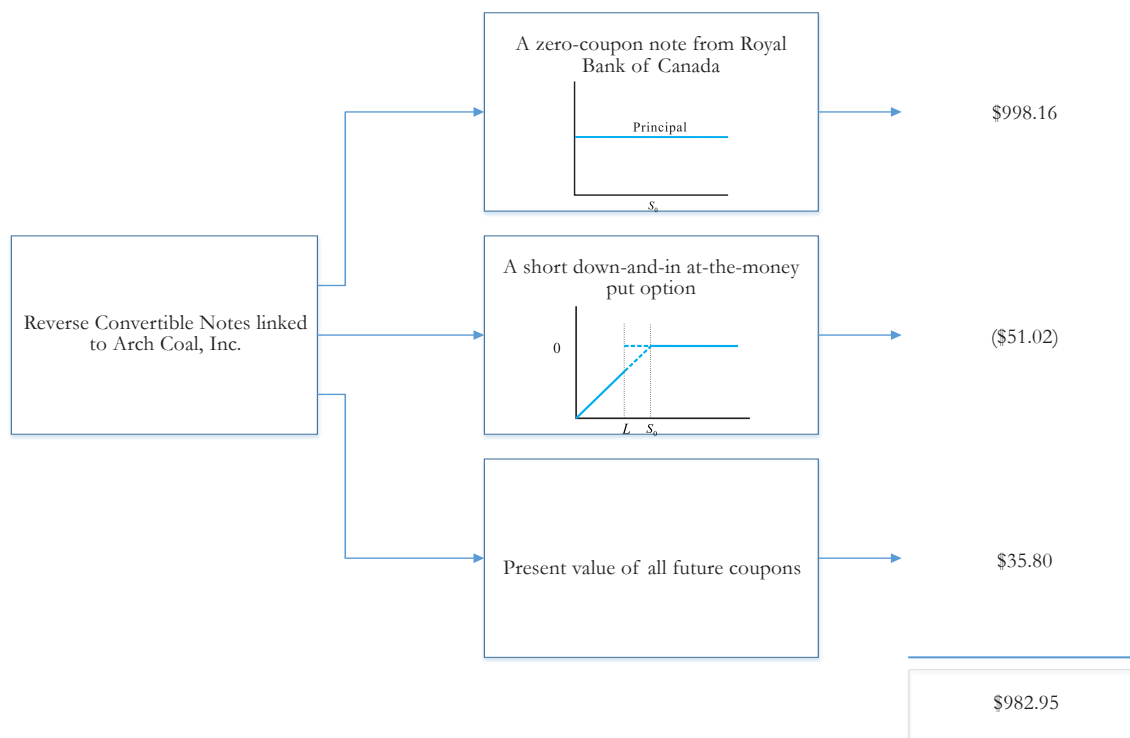 A zero-coupon note from Royal
Bank of Canada
Principal
S₀
$998.16
Reverse Convertible Notes linked
to Arch Coal, Inc.
A short down-and-in at-the-money
put option
0
L S₀
($51.02)
Present value of all future coupons
$35.80
$982.95